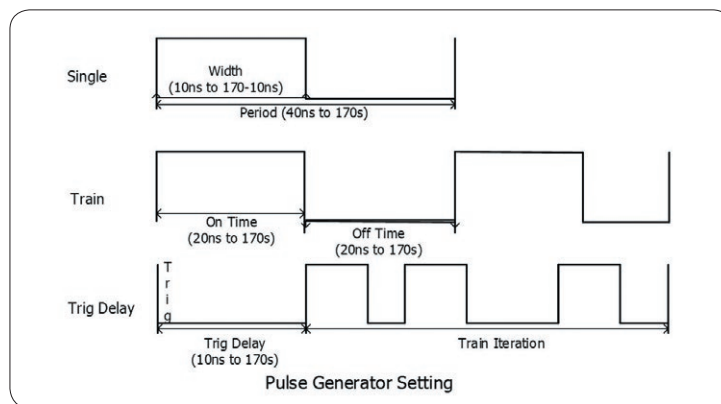 Single
Width
(10ns to 170-10ns)
Period (40ns to 170s)
Train
On Time
(20ns to 170s)
Off Time
(20ns to 170s)
Trig
Trig Delay
Trig Delay
(10ns to 170s)
Train Iteration
Pulse Generator Setting